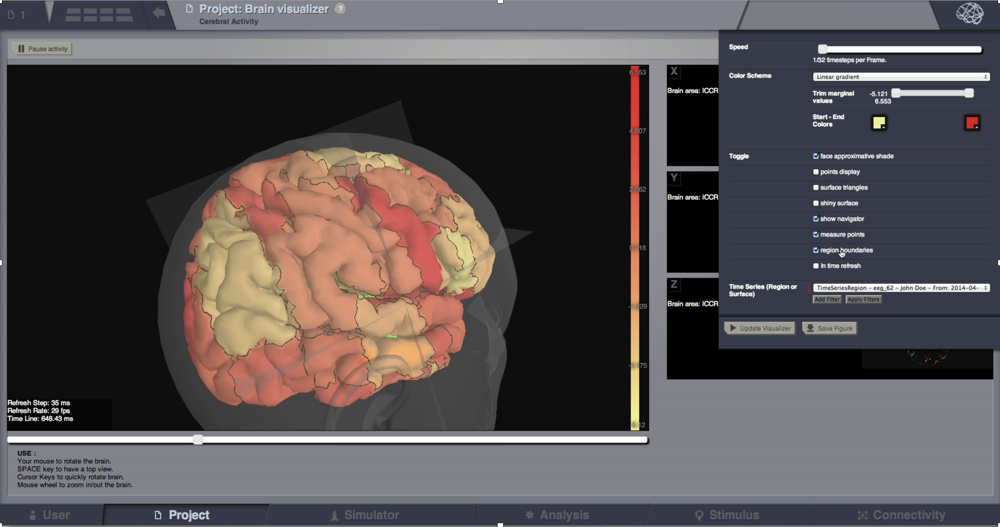 1
Project: Brain visualizer ?
Cerebral Activity
Pause activity
6.553
4.607
2.662
0.716
-1.229
-3.175
-5.12
X
Brain area: lCCR
Y
Brain area: lCCR
Z
Brain area: lCCR
Speed
1/32 timesteps per Frame.
Color Scheme
Linear gradient
Trim marginal values
-5.121
6.553
Start - End
Colors
Toggle
face approximative shade
points display
surface triangles
shiny surface
show navigator
measure points
region boundaries
In time refresh
Time Series (Region or
Surface)
TimeSeriesRegion - eeg_62 - John Doe - From: 2014-04-
Add Filter
Apply Filters
Update Visualizer
Save Figure
Refresh Step: 35 ms
Refresh Rate: 29 fps
Time Line: 648.43 ms
USE :
Your mouse to rotate the brain.
SPACE key to have a top view.
Cursor Keys to quickly rotate brain.
Mouse wheel to zoom in/out the brain.
User
Project
Simulator
Analysis
Stimulus
Connectivity